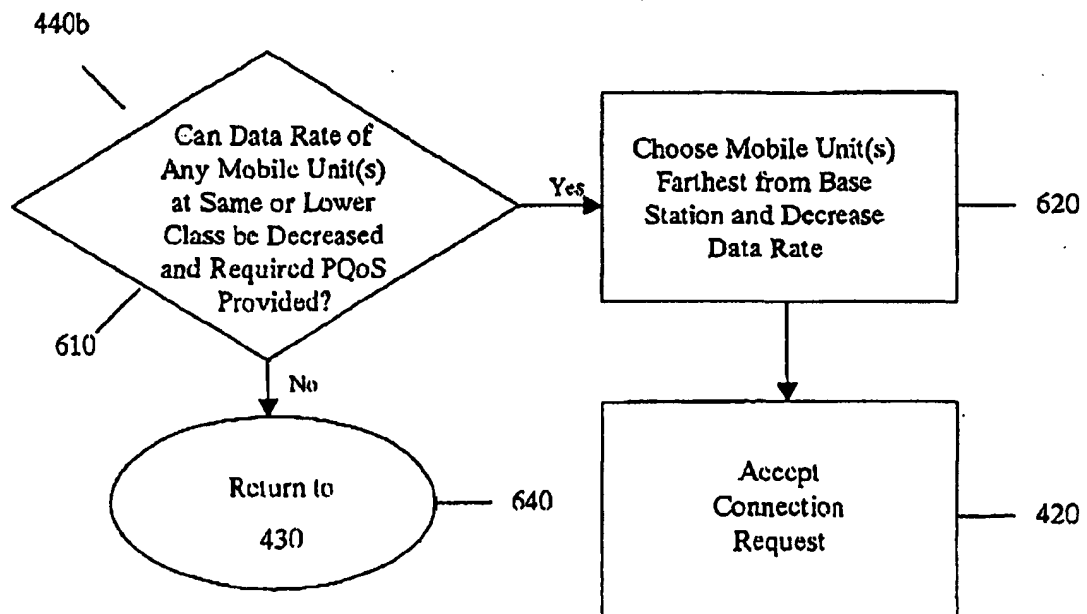 440b
Can Data Rate of
Any Mobile Unit(s)
at Same or Lower
Class be Decreased
and Required PQoS
Provided?
610
Yes
Choose Mobile Unit(s)
Farthest from Base
Station and Decrease
Data Rate
620
No
Return to
430
640
Accept
Connection
Request
420